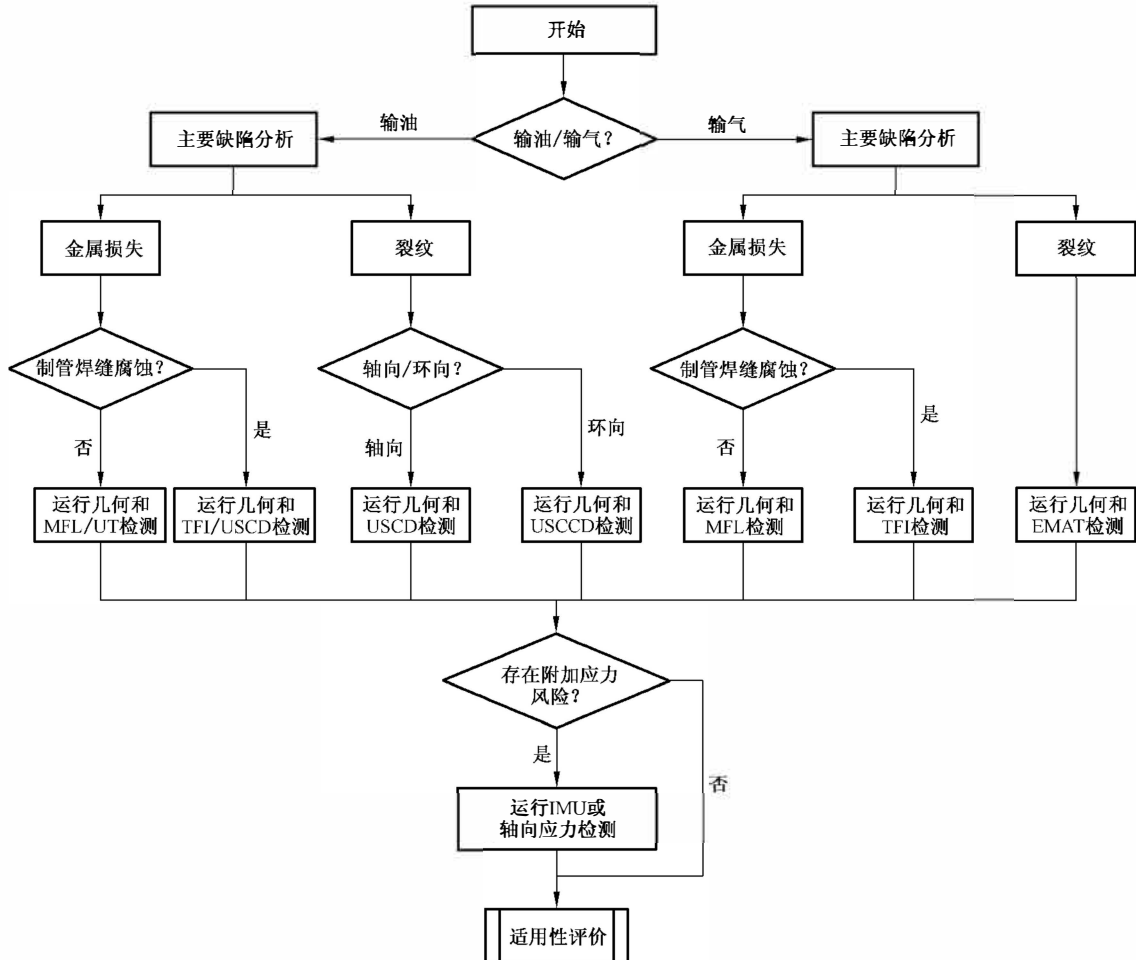 开始
输油/输气?
输油
输气
主要缺陷分析
主要缺陷分析
金属损失
裂纹
金属损失
裂纹
制管焊缝腐蚀?
轴向/环向?
制管焊缝腐蚀?
否
是
轴向
环向
否
是
运行几何和
MFL/UT检测
运行几何和
TFI/USCD检测
运行几何和
USCD检测
运行几何和
USCCD检测
运行几何和
MFL检测
运行几何和
TFI检测
运行几何和
EMAT检测
存在附加应力
风险?
是
否
运行IMU或
轴向应力检测
适用性评价